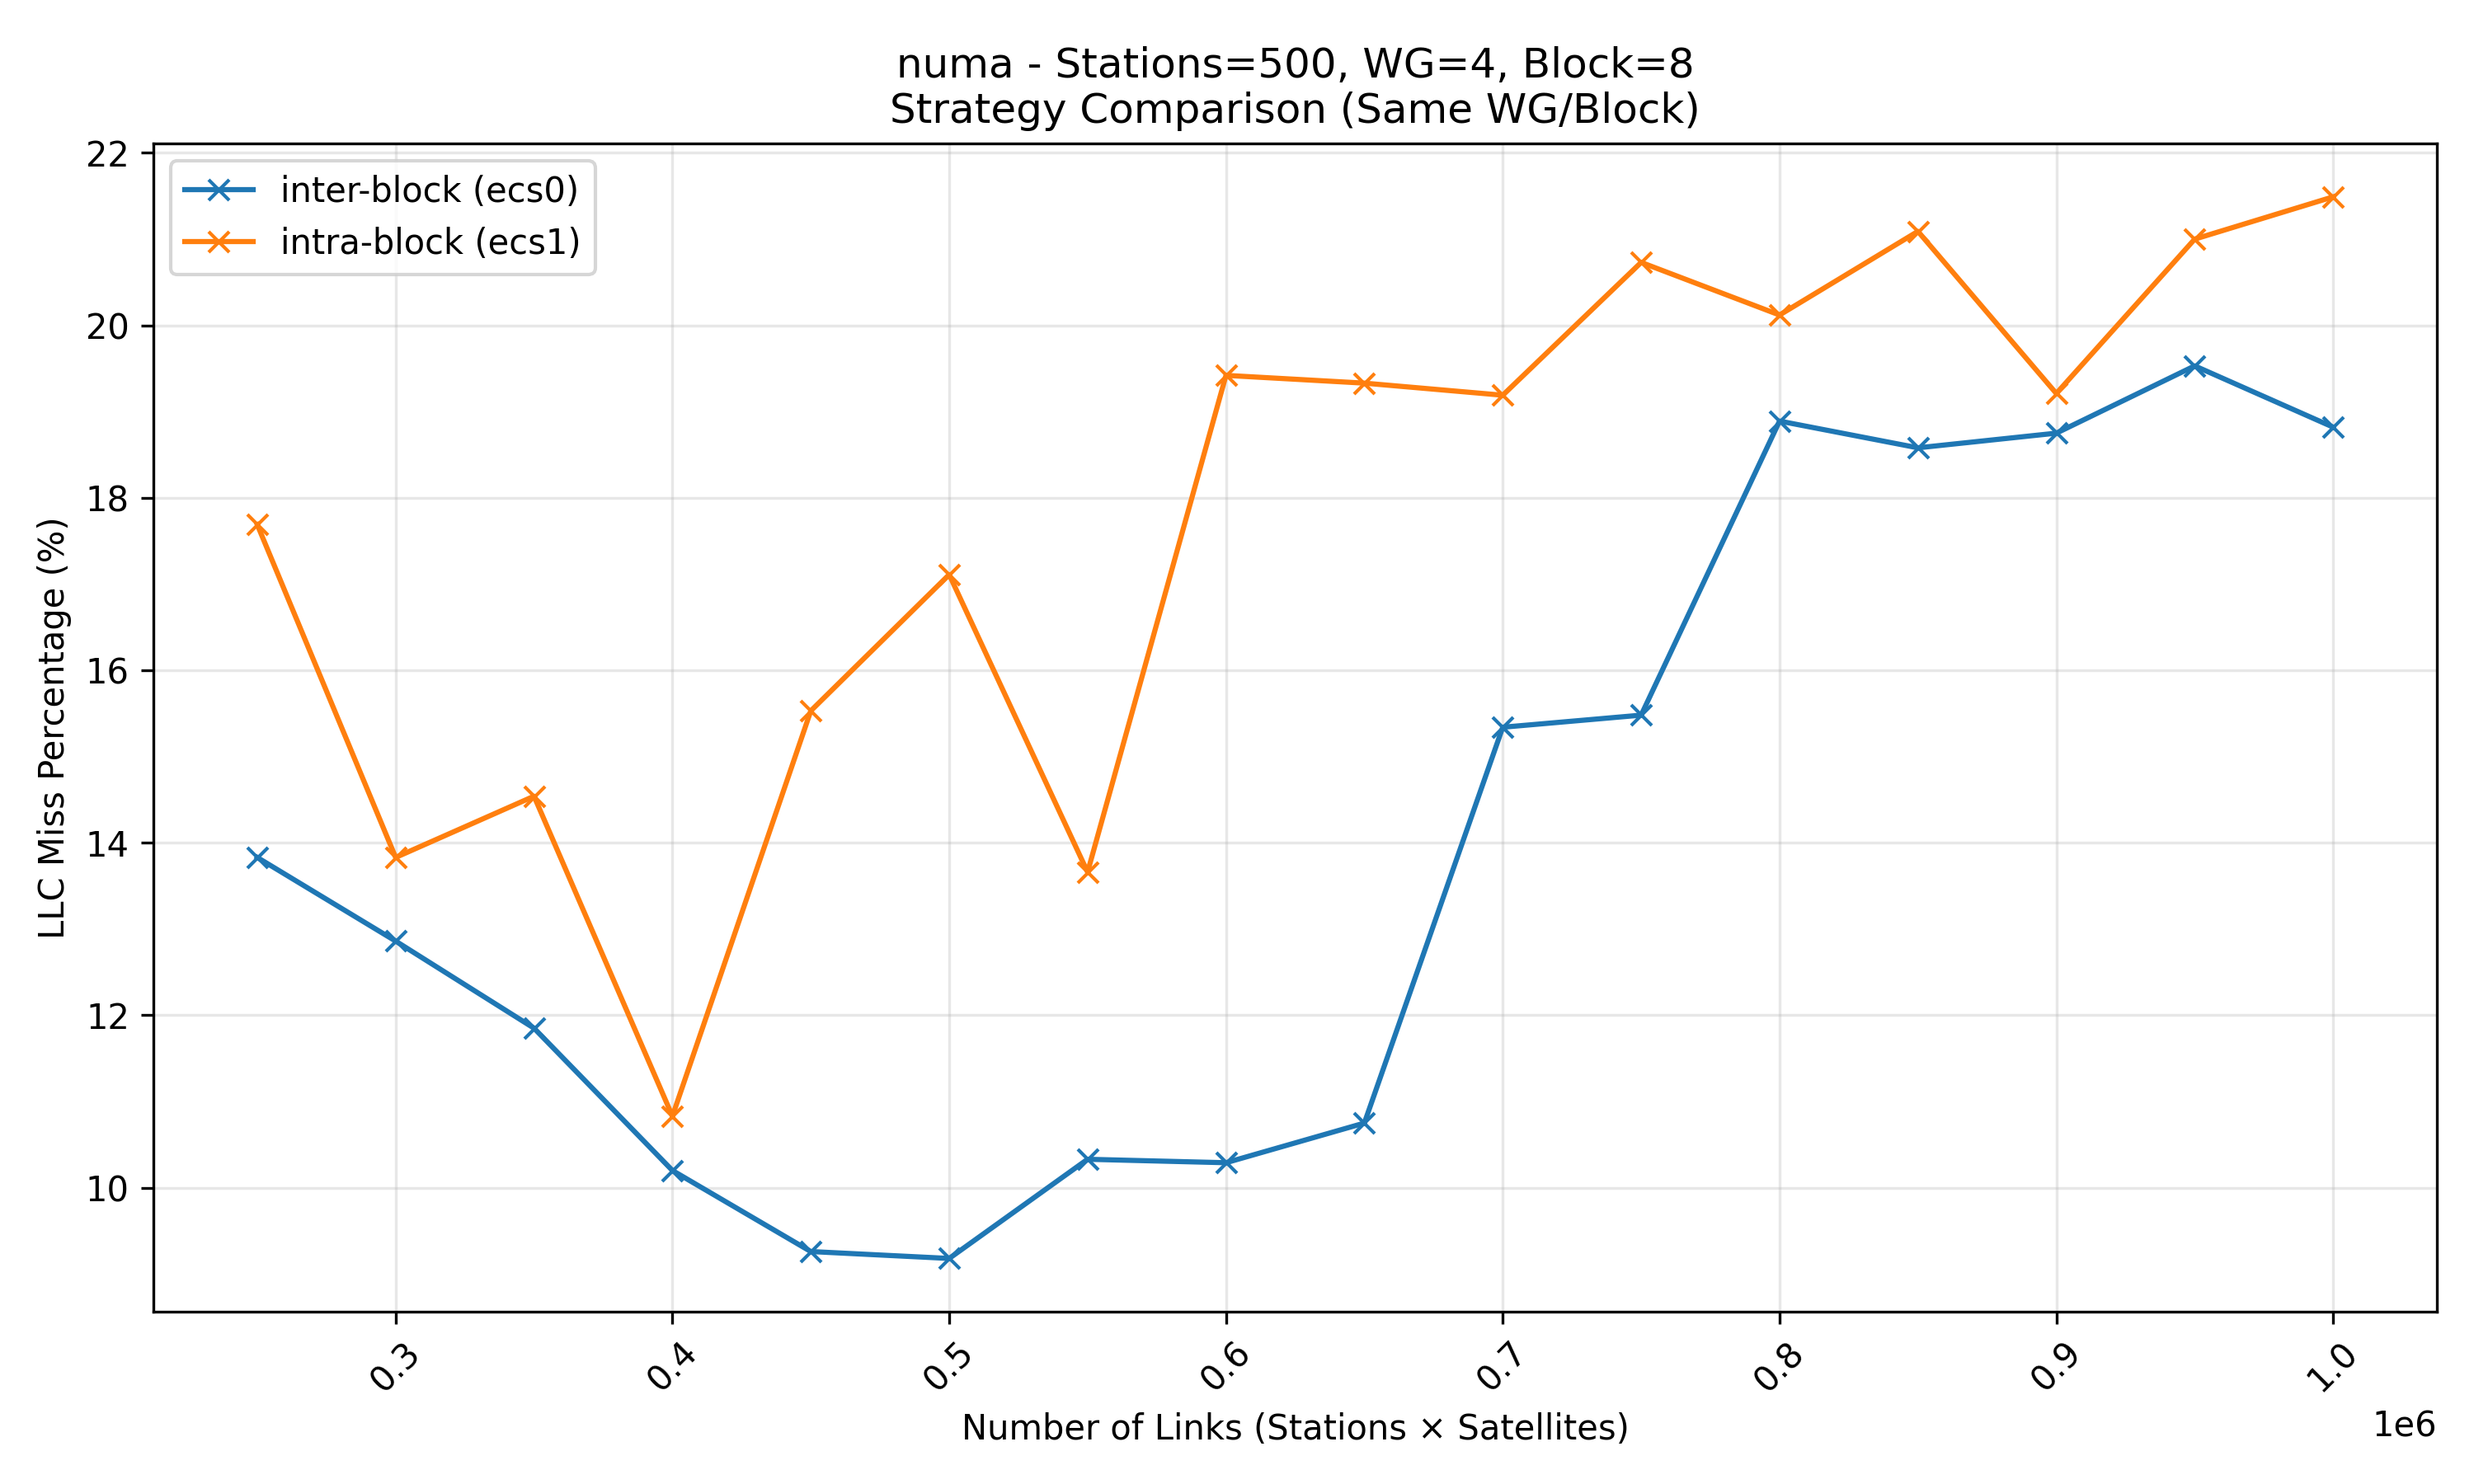 numa - Stations=500, WG=4, Block=8
Strategy Comparison (Same WG/Block)
inter-block (ecs0)
intra-block (ecs1)
LLC Miss Percentage (%)
22
20
18
16
14
12
10
0.3
0.4
0.5
0.6
0.7
0.8
0.9
1.0
1e6
Number of Links (Stations × Satellites)